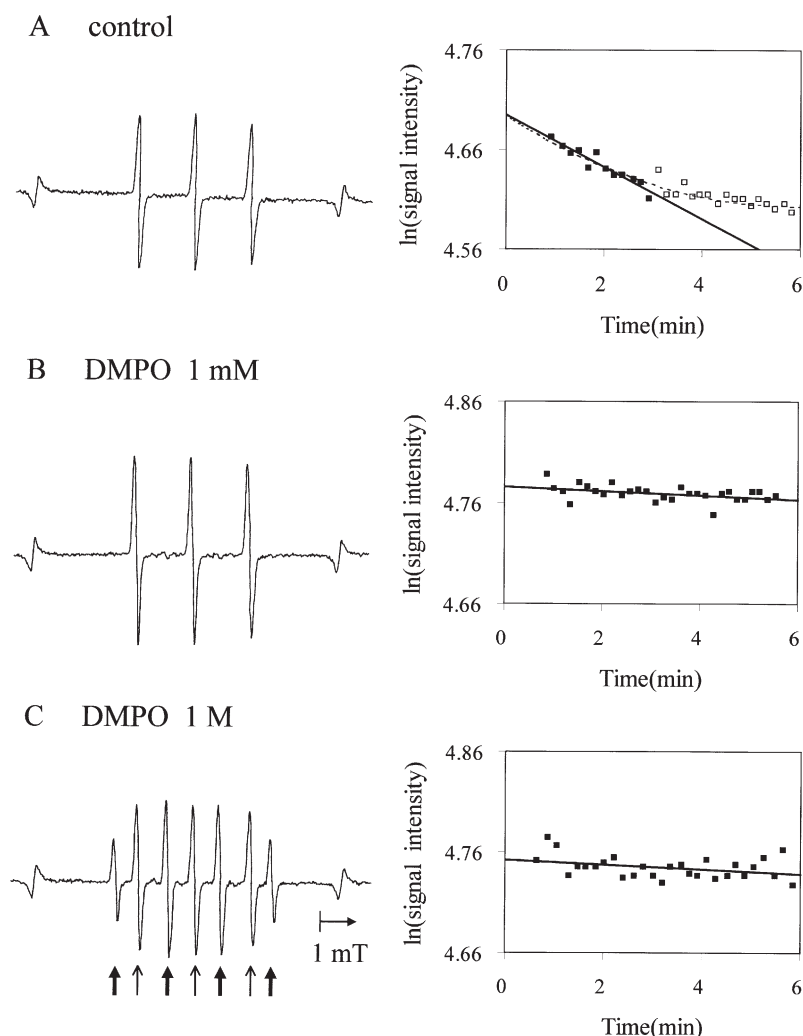 A control
4.76
4.66
4.56
ln(signal intensity)
0 2 4 6
Time(min)
B DMPO 1 mM
4.86
4.76
4.66
ln(signal intensity)
0 2 4 6
Time(min)
C DMPO 1 M
1 mT
4.86
4.76
4.66
ln(signal intensity)
0 2 4 6
Time(min)